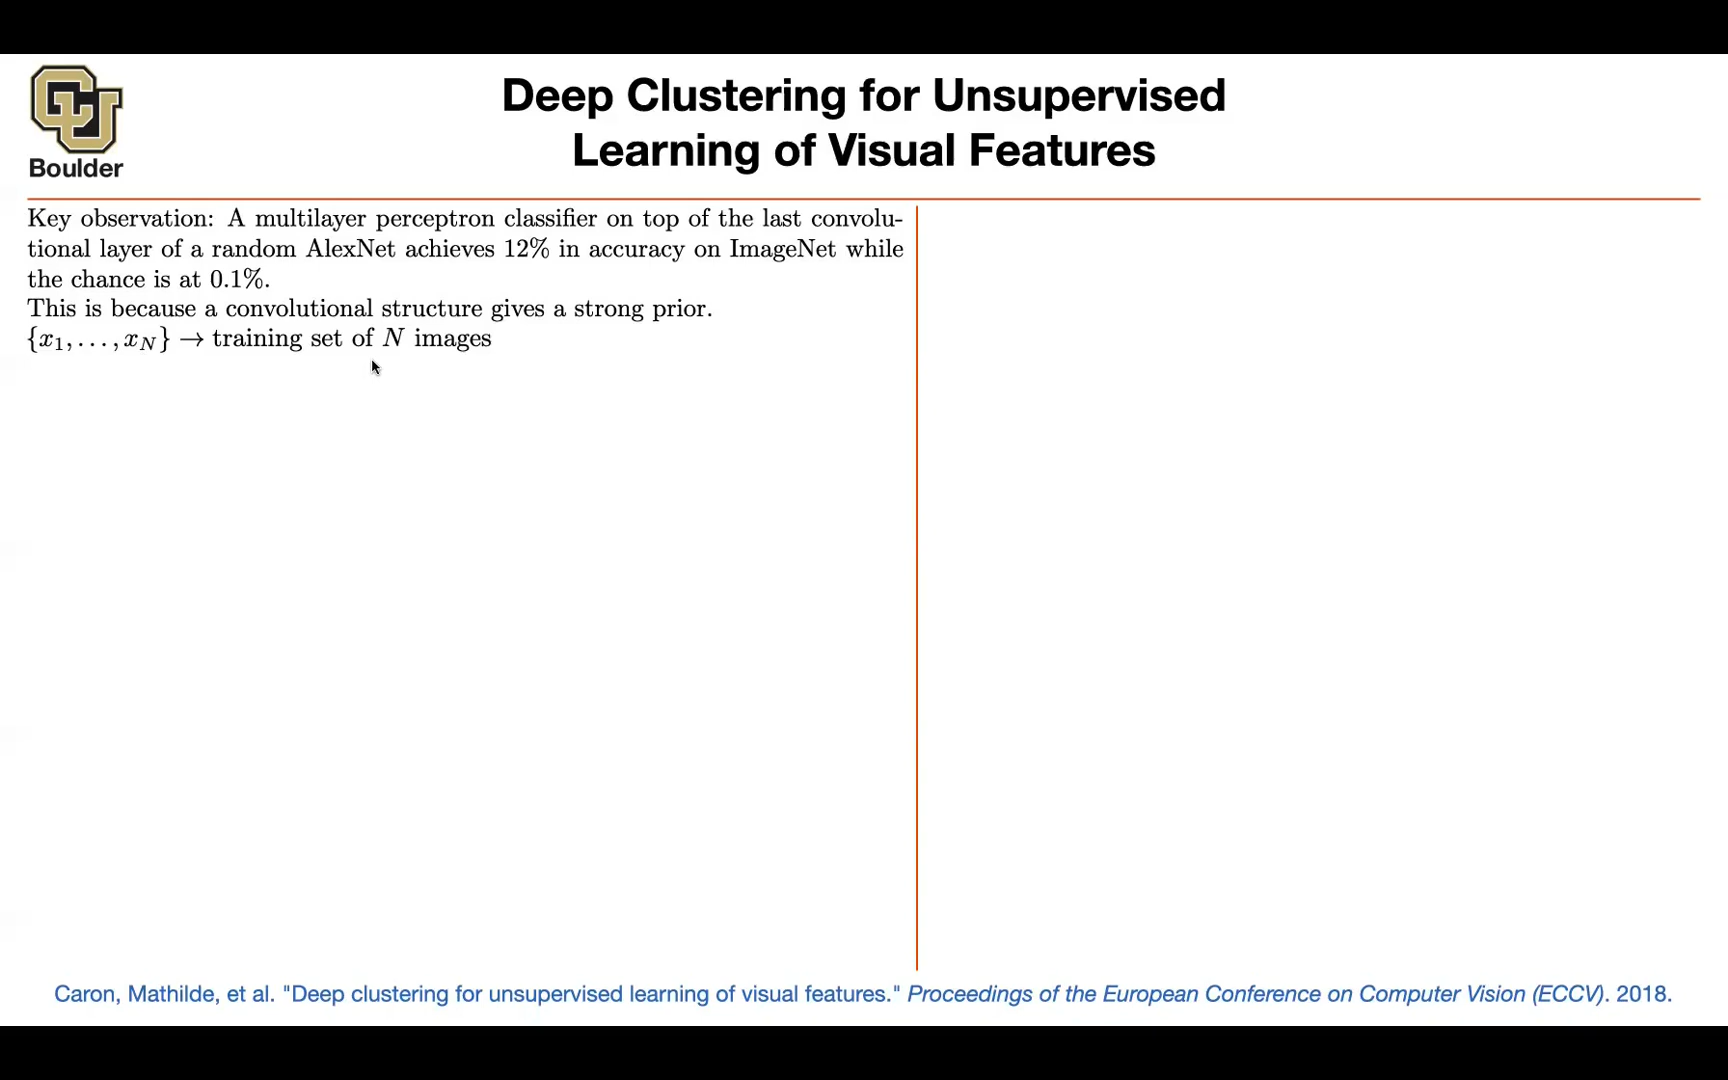 Boulder
Deep Clustering for Unsupervised
Learning of Visual Features
Key observation: A multilayer perceptron classifier on top of the last convolu-
tional layer of a random AlexNet achieves 12% in accuracy on ImageNet while
the chance is at 0.1%.
This is because a convolutional structure gives a strong prior.
{x₁, . . . , x_N} → training set of N images
Caron, Mathilde, et al. "Deep clustering for unsupervised learning of visual features." Proceedings of the European Conference on Computer Vision (ECCV). 2018.